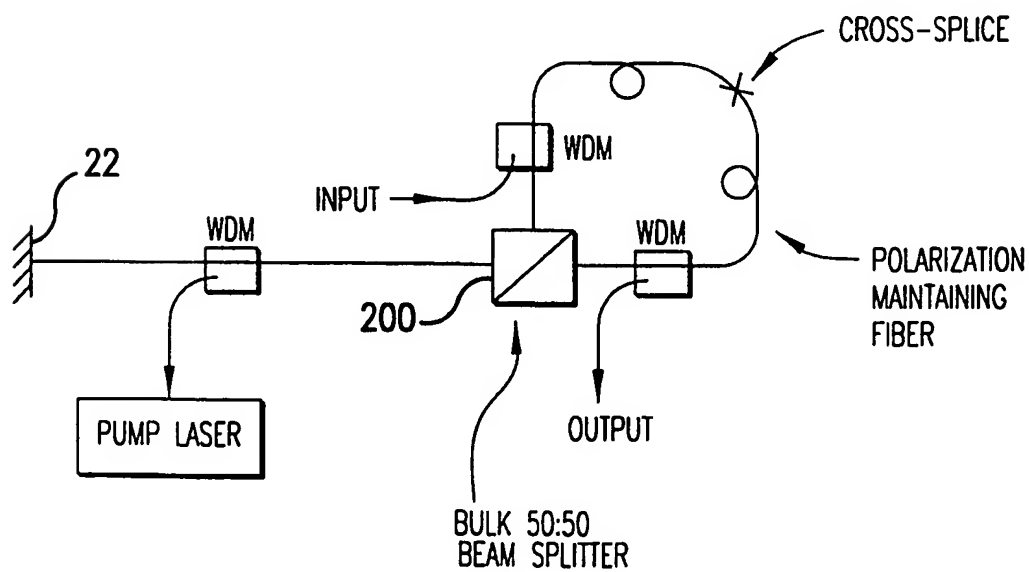 CROSS-SPLICE
WDM
INPUT
22
WDM
WDM
POLARIZATION
MAINTAINING
FIBER
200
PUMP LASER
OUTPUT
BULK 50:50
BEAM SPLITTER